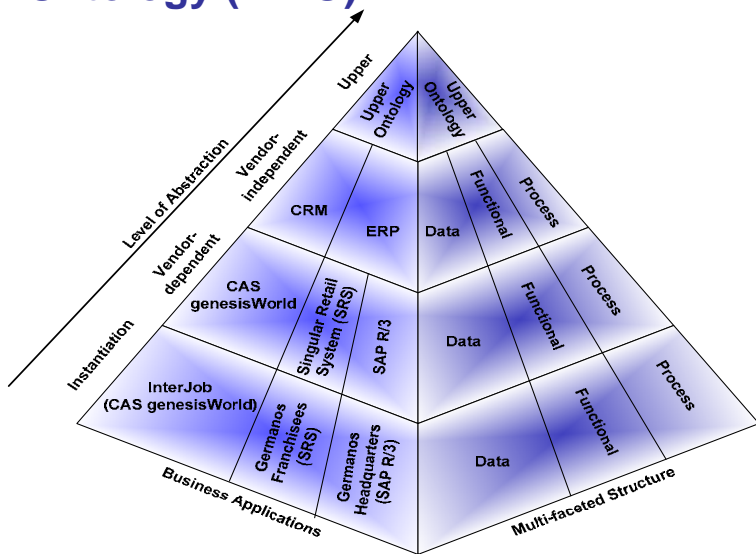 Upper
Upper
Ontology
Upper
Ontology
Level of Abstraction
Vendor-
independent
CRM
ERP
Data
Functional
Process
Vendor-
dependent
CAS
genesisWorld
Singular Retail
System (SRS)
SAP R/3
Data
Functional
Process
Instantiation
InterJob
(CAS genesisWorld)
Germanos
Franchisees
(SRS)
Germanos
Headquarters
(SAP R/3)
Data
Functional
Process
Business Applications
Multi-faceted Structure